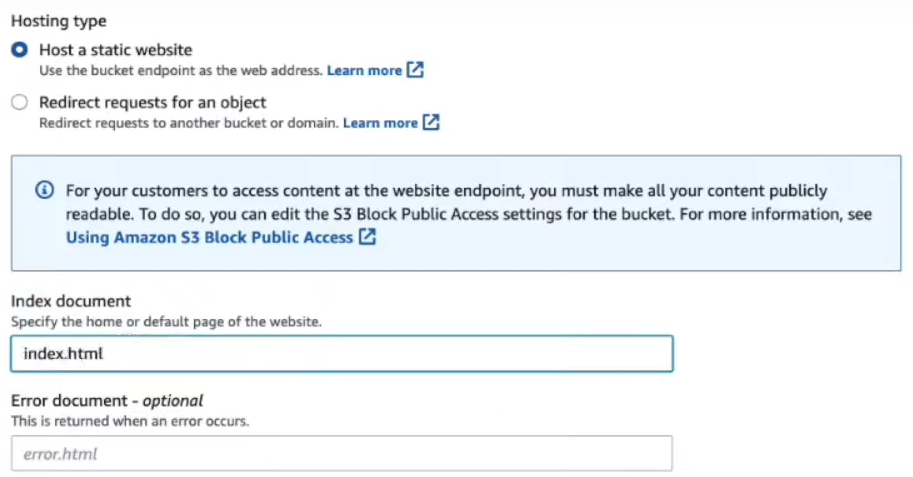 Hosting type
Host a static website
Use the bucket endpoint as the web address. Learn more
Redirect requests for an object
Redirect requests to another bucket or domain. Learn more
For your customers to access content at the website endpoint, you must make all your content publicly
readable. To do so, you can edit the S3 Block Public Access settings for the bucket. For more information, see
Using Amazon S3 Block Public Access
Index document
Specify the home or default page of the website.
index.html
Error document - optional
This is returned when an error occurs.
error.html